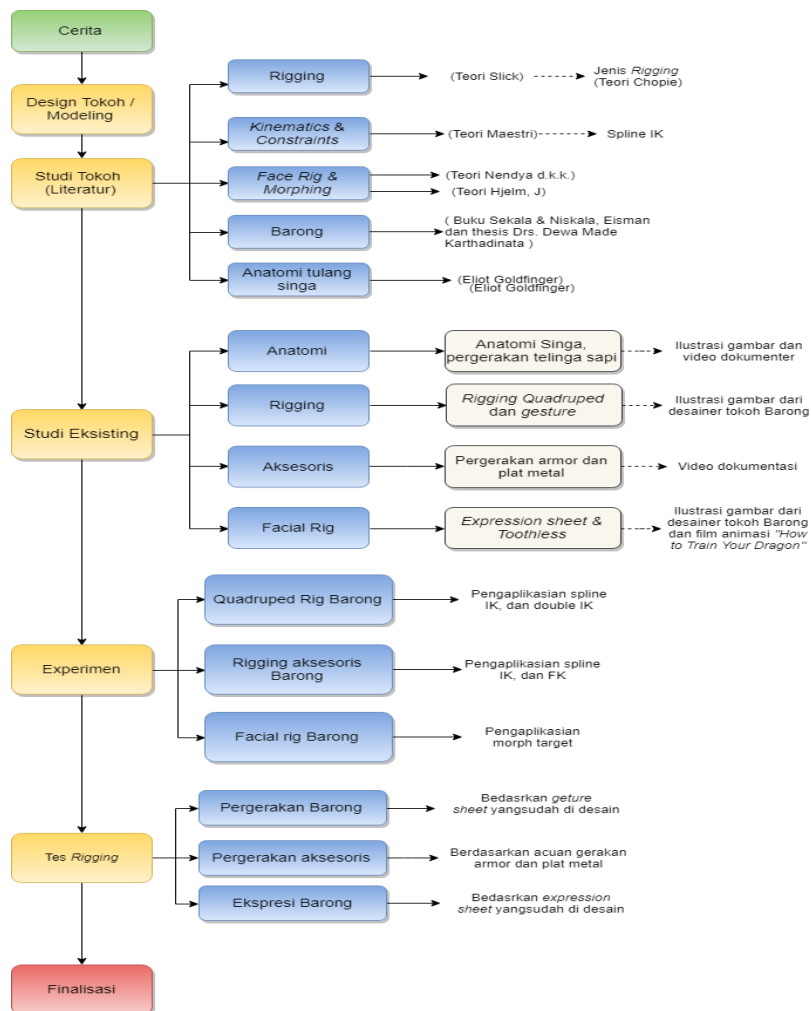 Cerita
Design Tokoh /
Modeling
Studi Tokoh
(Literatur)
Rigging
(Teori Slick)
Jenis Rigging
(Teori Chopie)
Kinematics &
Constraints
(Teori Maestri)
Spline IK
Face Rig &
Morphing
(Teori Nendya d.k.k.)
(Teori Hjelm, J)
Barong
( Buku Sekala & Niskala, Eisman
dan thesis Drs. Dewa Made
Karthadinata )
Anatomi tulang
singa
(Eliot Goldfinger)
(Eliot Goldfinger)
Studi Eksisting
Anatomi
Anatomi Singa,
pergerakan telinga sapi
Ilustrasi gambar dan
video dokumenter
Rigging
Rigging Quadruped
dan gesture
Ilustrasi gambar dari
desainer tokoh Barong
Aksesoris
Pergerakan armor dan
plat metal
Video dokumentasi
Facial Rig
Expression sheet &
Toothless
Ilustrasi gambar dari
desainer tokoh Barong
dan film animasi "How
to Train Your Dragon"
Experimen
Quadruped Rig Barong
Pengaplikasian spline
IK, dan double IK
Rigging aksesoris
Barong
Pengaplikasian spline
IK, dan FK
Facial rig Barong
Pengaplikasian
morph target
Tes Rigging
Pergerakan Barong
Bedasrkan geture
sheet yangsudah di desain
Pergerakan aksesoris
Berdasarkan acuan gerakan
armor dan plat metal
Ekspresi Barong
Bedasrkan expression
sheet yangsudah di desain
Finalisasi